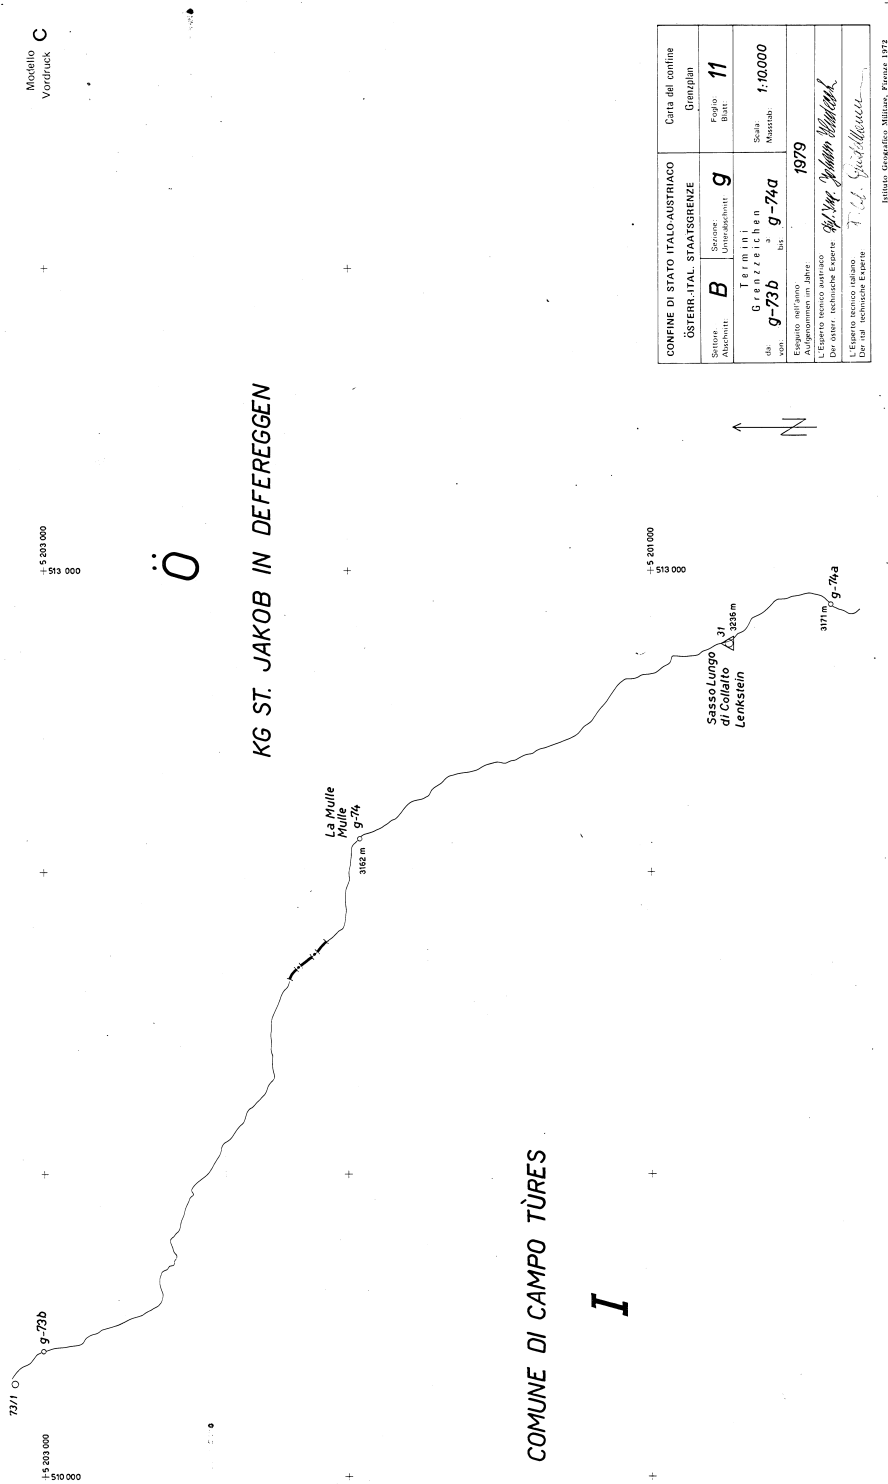 Modello
Vordruck C
CONFINE DI STATO ITALO-AUSTRIACO
ÖSTERR.-ITAL. STAATSGRENZE
Carta del confine
Grenzplan
Settore:
Abschnitt: B
Sezione:
Unterabschnitt: g
Foglio:
Blatt: 11
Termini
Grenzzeichen
da:
von: g-73b
a
bis: g-74a
Scala:
Massstab: 1:10.000
Eseguito nell'anno:
Aufgenommen im Jahre: 1979
L'Esperto tecnico austriaco:
Der österr. technische Experte:
L'Esperto tecnico italiano
Der ital. technische Experte
Istituto Geografico Militare, Firenze 1972
Ö
KG ST. JAKOB IN DEFEREGGEN
5 203 000
513 000
5 201 000
513 000
N
73/1
g-73b
La Mulle
Mulle
g-74
3162 m
Sasso Lungo
di Collalto
Lenkstein
31
3236 m
3171 m
g-74a
COMUNE DI CAMPO TÙRES
I
5 203 000
510 000